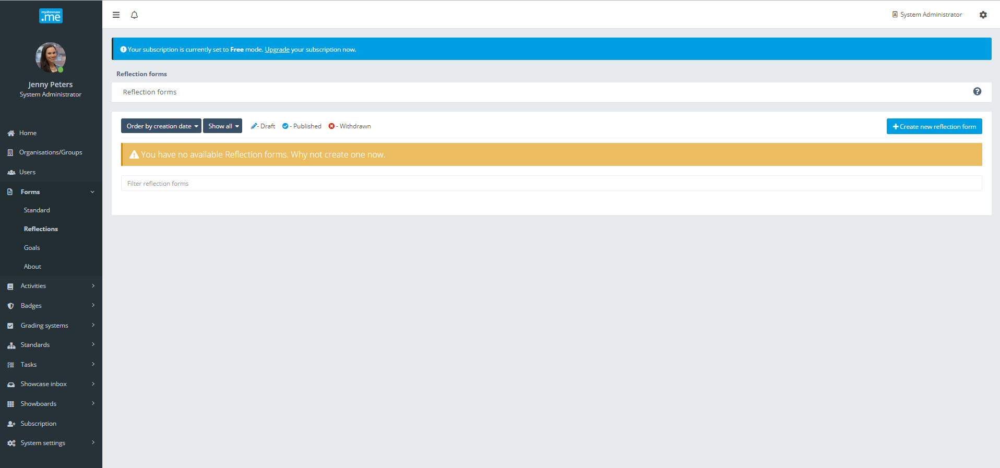 myshowcase
.me
System Administrator
Jenny Peters
System Administrator
Home
Organisations/Groups
Users
Forms
Standard
Reflections
Goals
About
Activities
Badges
Grading systems
Standards
Tasks
Showcase inbox
Showboards
Subscription
System settings
Your subscription is currently set to Free mode. Upgrade your subscription now.
Reflection forms
Reflection forms
Order by creation date Show all - Draft - Published - Withdrawn
Create new reflection form
You have no available Reflection forms. Why not create one now.
Filter reflection forms